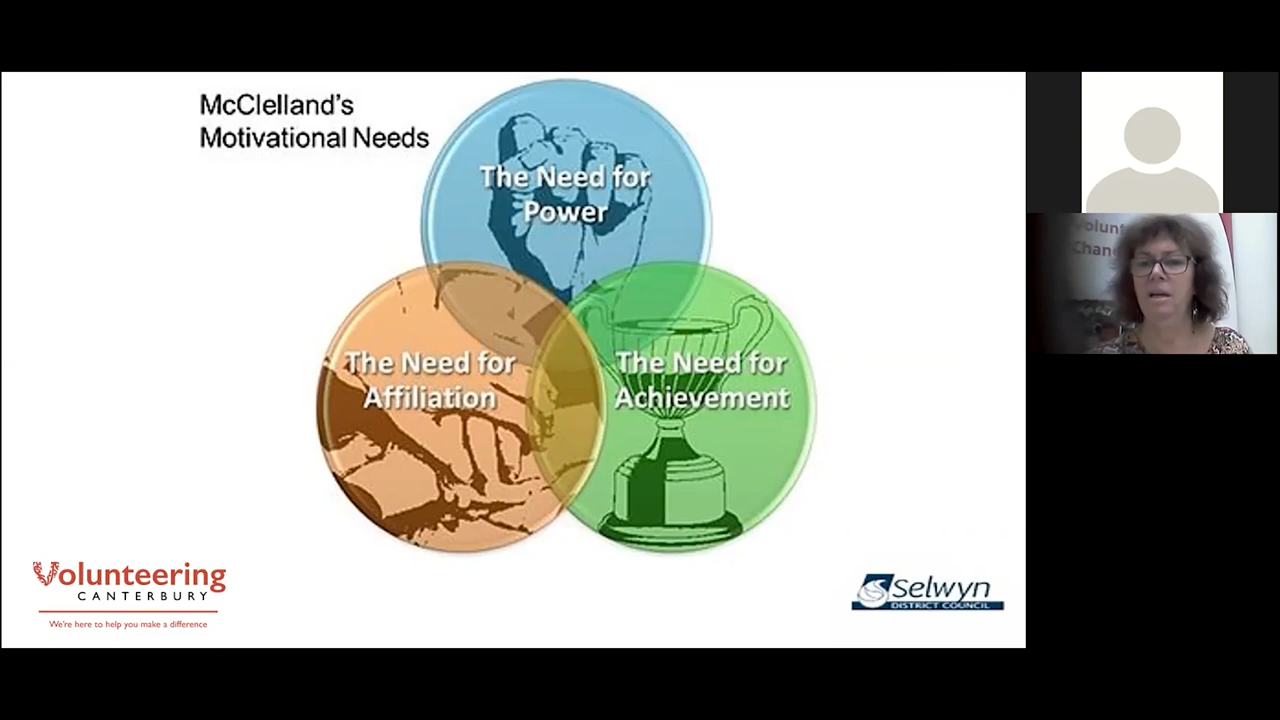 McClelland's
Motivational Needs
The Need for
Power
The Need for
Affiliation
The Need for
Achievement
Volunteering
CANTERBURY
We're here to help you make a difference
Selwyn
DISTRICT COUNCIL